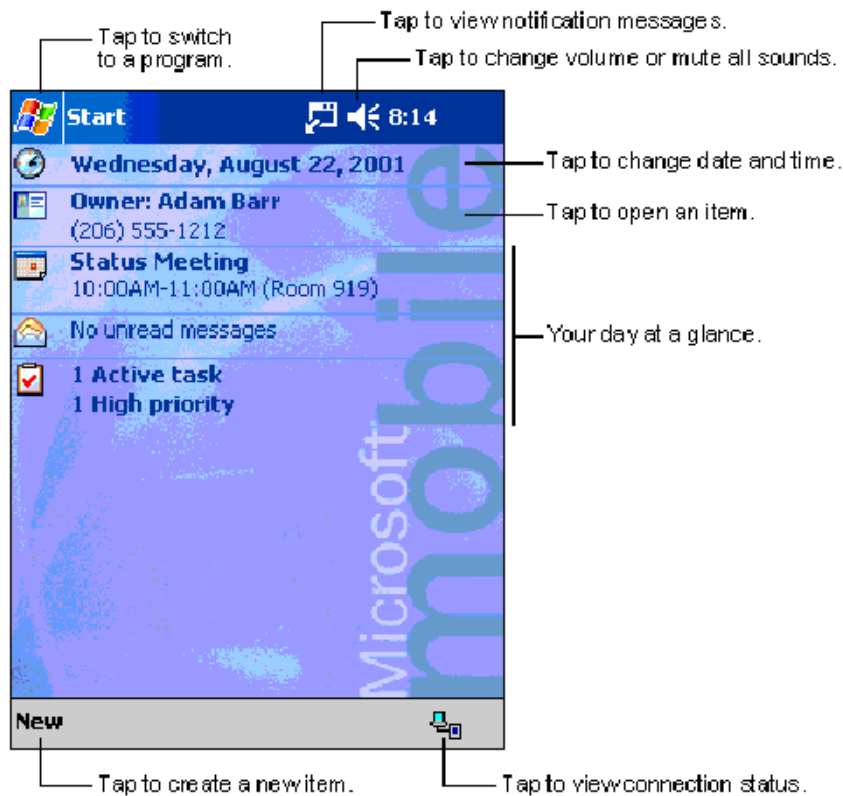 Tap to view notification messages.
Tap to switch
to a program.
Tap to change volume or mute all sounds.
Start
8:14
Wednesday, August 22, 2001
Tap to change date and time.
Owner: Adam Barr
(206) 555-1212
Tap to open an item.
Status Meeting
10:00AM-11:00AM (Room 919)
No unread messages
Your day at a glance.
1 Active task
1 High priority
Microsoft
mobile
New
Tap to create a new item.
Tap to view connection status.